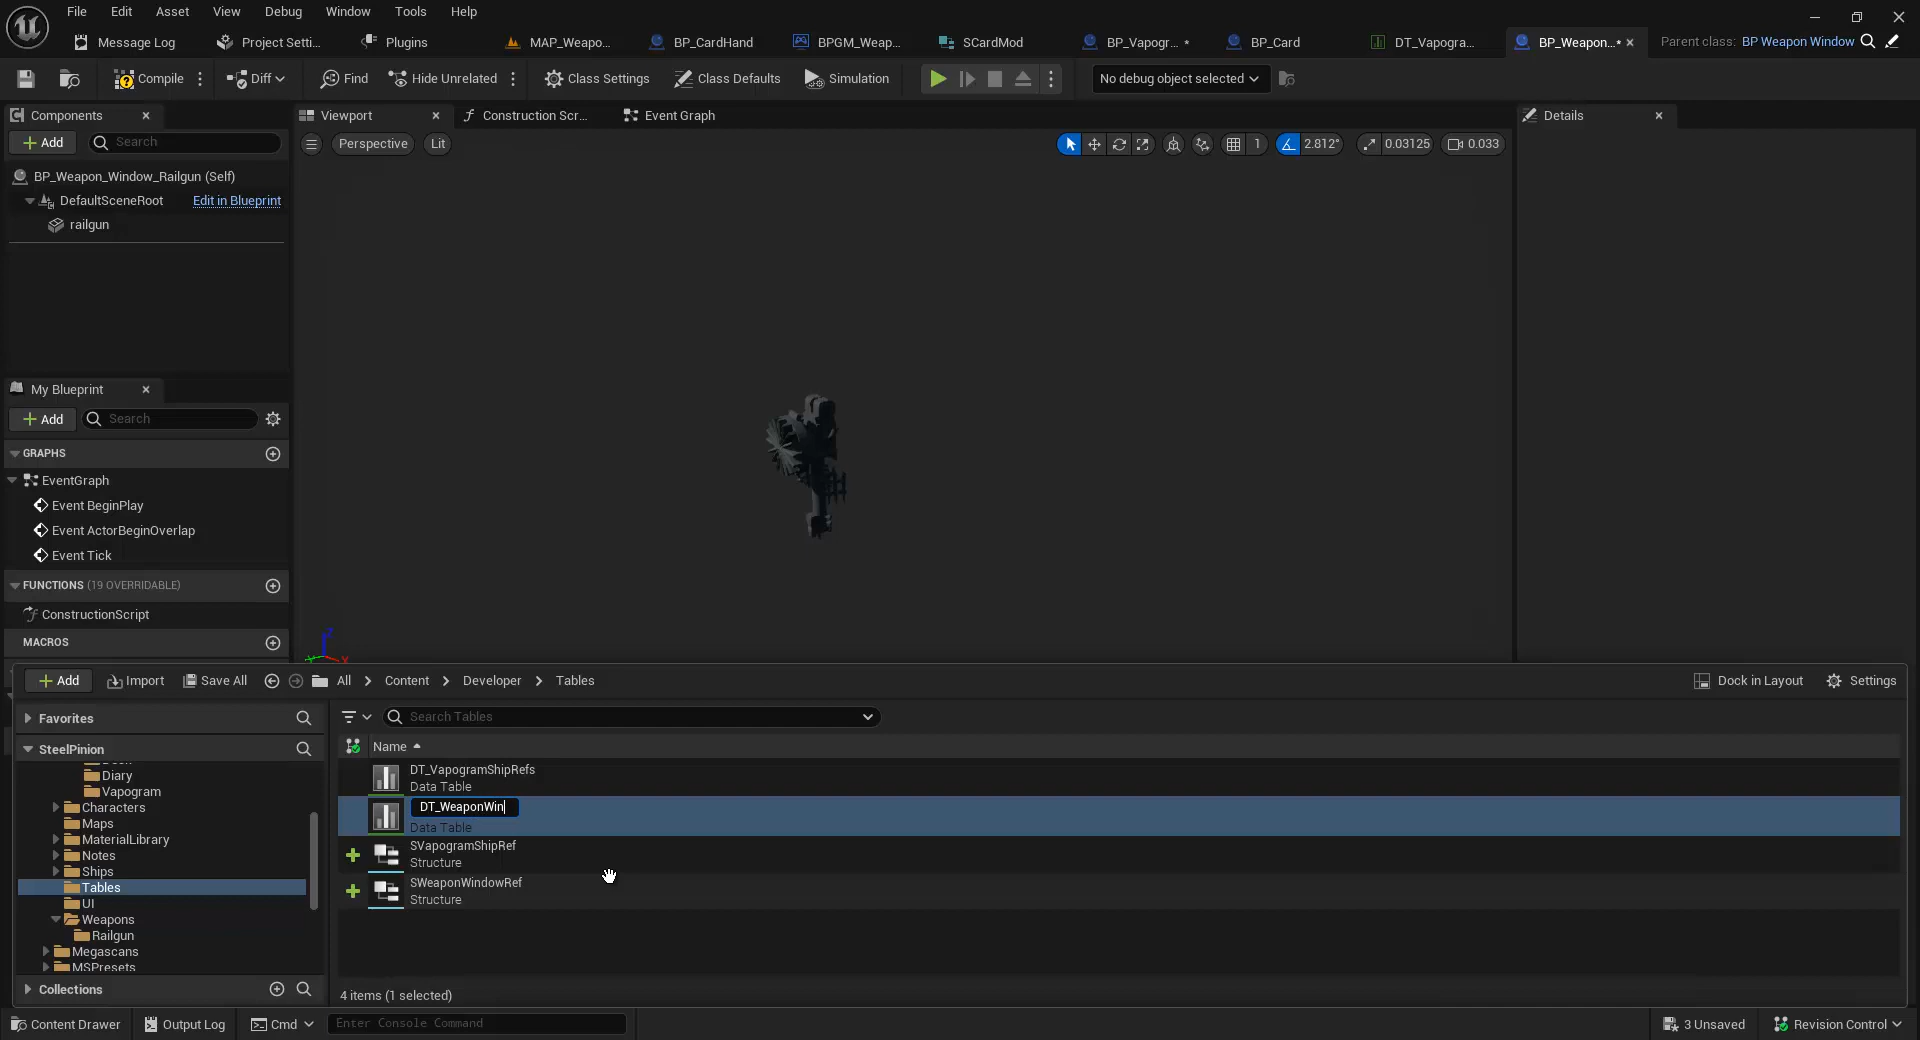 File Edit Asset View Debug Window Tools Help
Message Log Project Setti... Plugins MAP_Weapo... BP_CardHand BPGM_Weap... SCardMod BP_Vapogr... * BP_Card DT_Vapogra... BP_Weapon...* Parent class: BP Weapon Window
Compile Diff Find Hide Unrelated Class Settings Class Defaults Simulation No debug object selected
Components
Viewport Construction Scr... Event Graph
Details
Add Search
Perspective Lit 1 2.812° 0.03125 0.033
BP_Weapon_Window_Railgun (Self)
DefaultSceneRoot Edit in Blueprint
railgun
My Blueprint
Add Search
GRAPHS
EventGraph
Event BeginPlay
Event ActorBeginOverlap
Event Tick
FUNCTIONS (19 OVERRIDABLE)
ConstructionScript
MACROS
Z
X
Add Import Save All All Content Developer Tables Dock in Layout Settings
Favorites
Search Tables
SteelPinion
Name
Diary
Vapogram
Characters
Maps
MaterialLibrary
Notes
Ships
Tables
UI
Weapons
Railgun
Megascans
MSPresets
DT_VapogramShipRefs
Data Table
DT_WeaponWin
Data Table
SVapogramShipRef
Structure
SWeaponWindowRef
Structure
Collections
4 items (1 selected)
Content Drawer Output Log Cmd Enter Console Command 3 Unsaved Revision Control